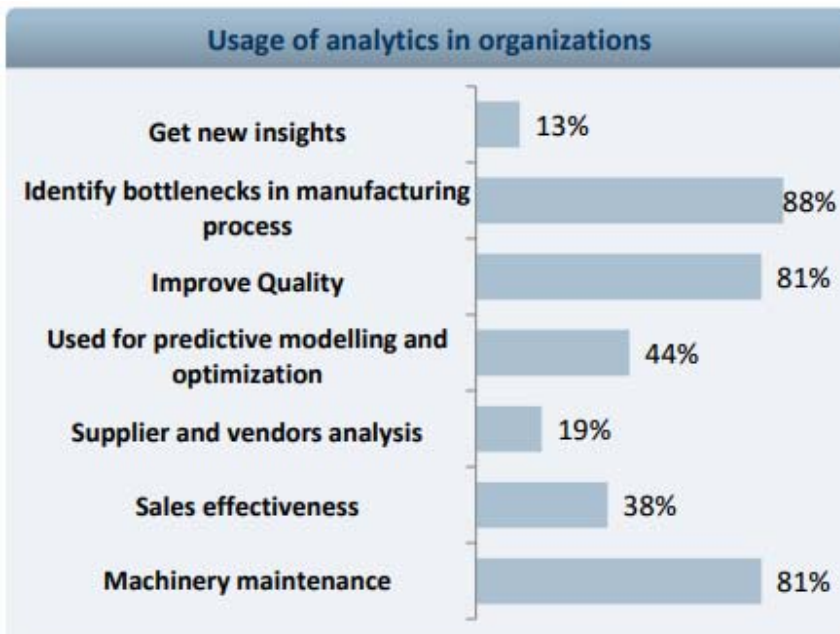 Usage of analytics in organizations
Get new insights
13%
Identify bottlenecks in manufacturing
process
88%
Improve Quality
81%
Used for predictive modelling and
optimization
44%
Supplier and vendors analysis
19%
Sales effectiveness
38%
Machinery maintenance
81%